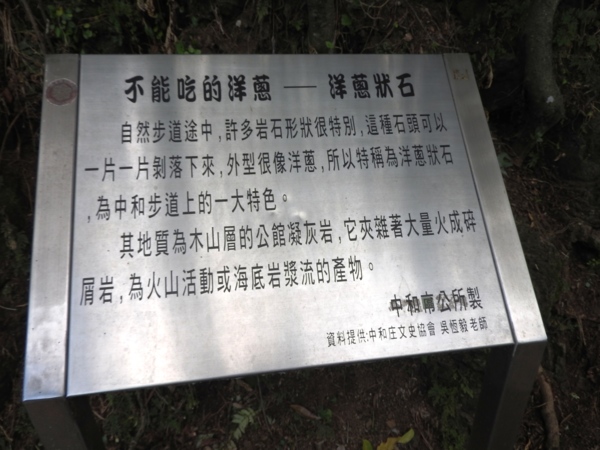 不能吃的洋蔥 — 洋蔥狀石
自然步道途中,許多岩石形狀很特別,這種石頭可以
一片一片剝落下來,外型很像洋蔥,所以特稱為洋蔥狀石
,為中和步道上的一大特色。
其地質為木山層的公館凝灰岩,它夾雜著大量火成碎
屑岩,為火山活動或海底岩漿流的產物。
中和市公所製
資料提供:中和庄文史協會 吳恆毅老師